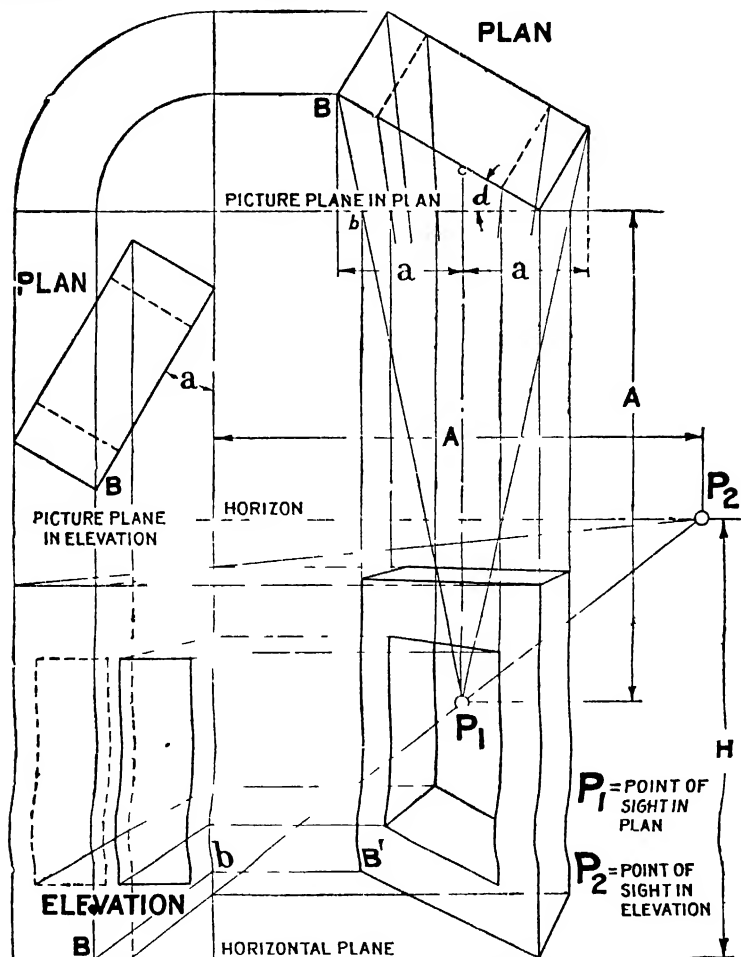 PLAN
B
PICTURE PLANE IN PLAN
b
d
a
a
PLAN
a
A
A
B
P2
PICTURE PLANE
IN ELEVATION
HORIZON
P1
H
P1 = POINT OF
SIGHT IN
PLAN
b
B'
P2 = POINT OF
SIGHT IN
ELEVATION
ELEVATION
B
HORIZONTAL PLANE